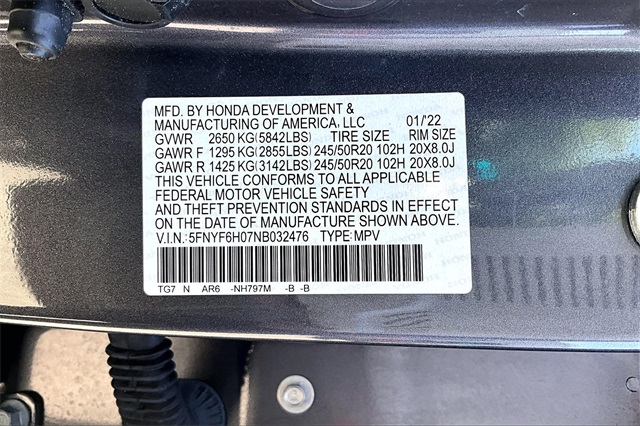 MFD. BY HONDA DEVELOPMENT &
MANUFACTURING OF AMERICA, LLC 01/'22
GVWR 2650 KG(5842LBS) TIRE SIZE RIM SIZE
GAWR F 1295 KG(2855LBS) 245/50R20 102H 20X8.0J
GAWR R 1425 KG(3142LBS) 245/50R20 102H 20X8.0J
THIS VEHICLE CONFORMS TO ALL APPLICABLE
FEDERAL MOTOR VEHICLE SAFETY
AND THEFT PREVENTION STANDARDS IN EFFECT
ON THE DATE OF MANUFACTURE SHOWN ABOVE.
V.I.N.: 5FNYF6H07NB032476 TYPE: MPV
TG7 N AR6 -NH797M -B -B